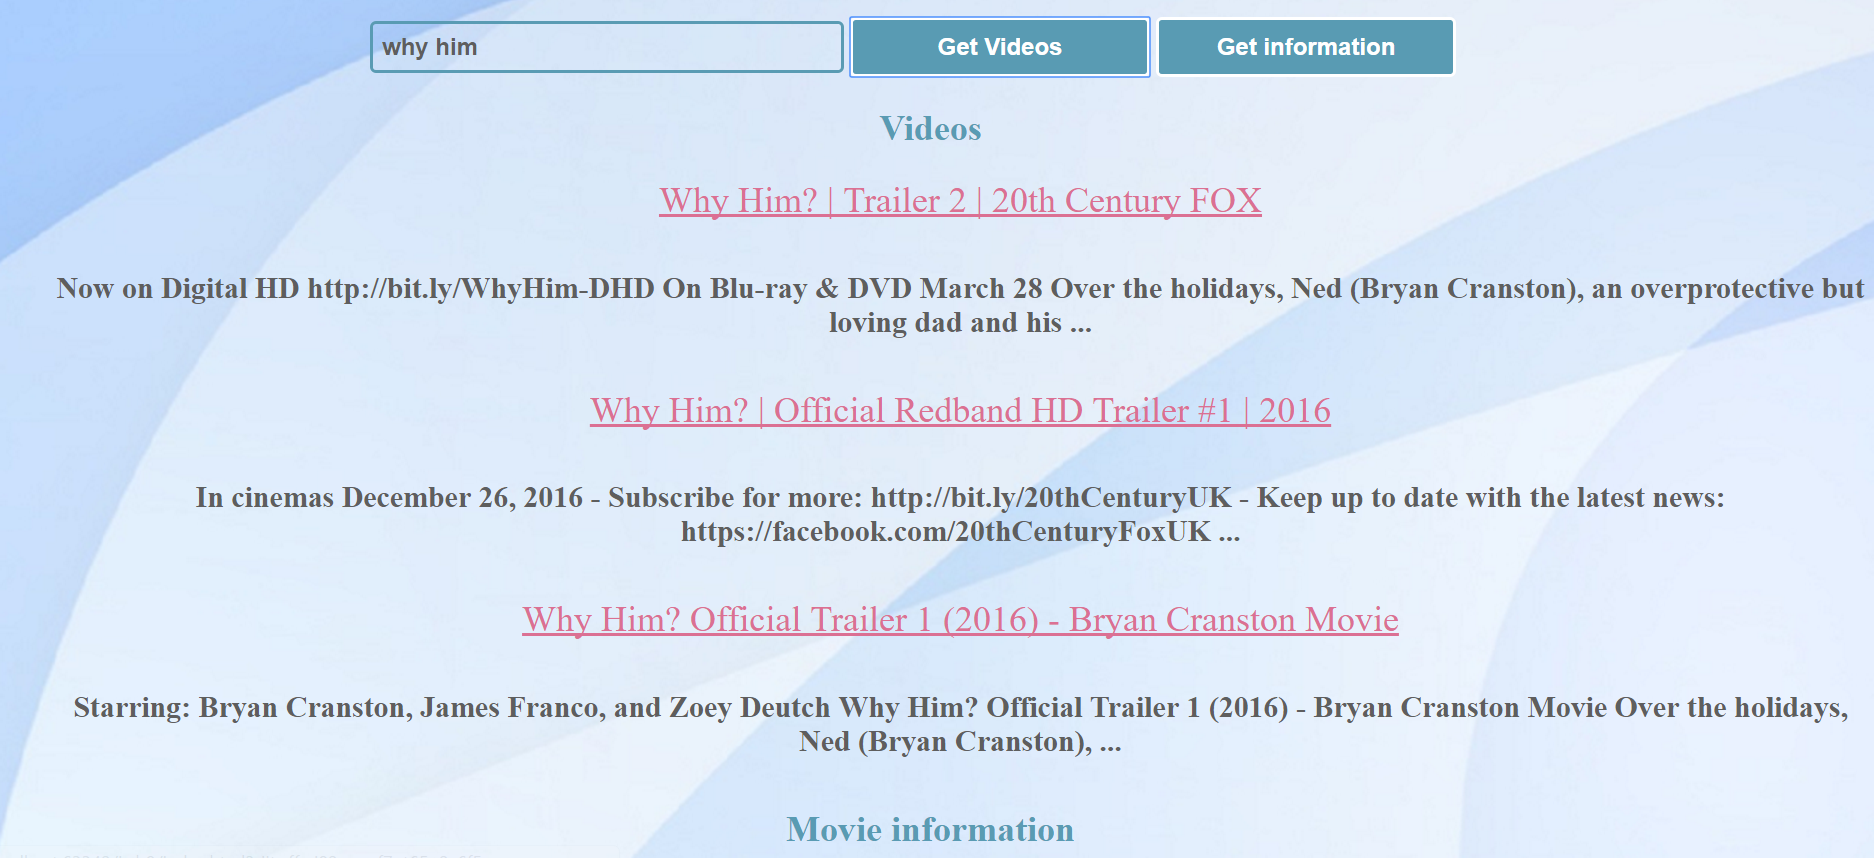 why him
Get Videos
Get information
Videos
Why Him? | Trailer 2 | 20th Century FOX
Now on Digital HD http://bit.ly/WhyHim-DHD On Blu-ray & DVD March 28 Over the holidays, Ned (Bryan Cranston), an overprotective but
loving dad and his ...
Why Him? | Official Redband HD Trailer #1 | 2016
In cinemas December 26, 2016 - Subscribe for more: http://bit.ly/20thCenturyUK - Keep up to date with the latest news:
https://facebook.com/20thCenturyFoxUK ...
Why Him? Official Trailer 1 (2016) - Bryan Cranston Movie
Starring: Bryan Cranston, James Franco, and Zoey Deutch Why Him? Official Trailer 1 (2016) - Bryan Cranston Movie Over the holidays,
Ned (Bryan Cranston), ...
Movie information